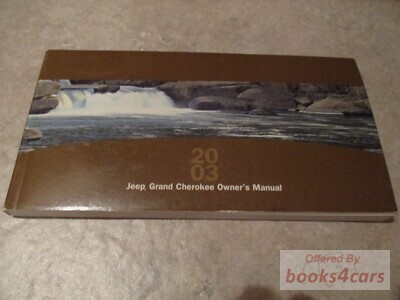 20
03
Jeep Grand Cherokee Owner's Manual
Offered By
books4cars